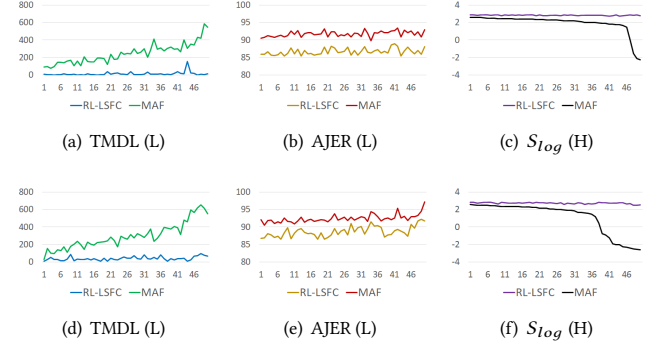 800
600
400
200
0
1 6 11 16 21 26 31 36 41 46
RL-LSFC MAF
(a) TMDL (L)
100
95
90
85
80
1 6 11 16 21 26 31 36 41 46
RL-LSFC MAF
(b) AJER (L)
4
2
0
-2
-4
1 6 11 16 21 26 31 36 41 46
RL-LSFC MAF
(c) S_log (H)
800
600
400
200
0
1 6 11 16 21 26 31 36 41 46
RL-LSFC MAF
(d) TMDL (L)
100
95
90
85
80
1 6 11 16 21 26 31 36 41 46
RL-LSFC MAF
(e) AJER (L)
4
2
0
-2
-4
1 6 11 16 21 26 31 36 41 46
RL-LSFC MAF
(f) S_log (H)